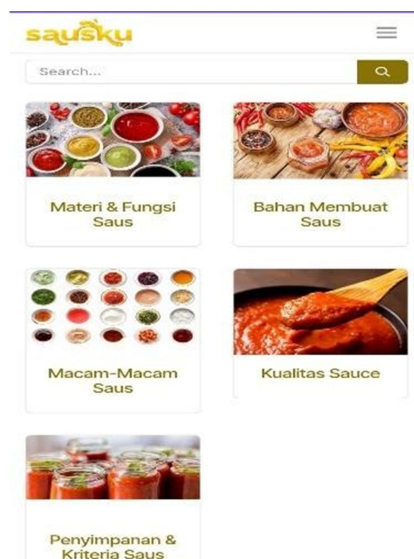 sausku
Search...
Materi & Fungsi
Saus
Bahan Membuat
Saus
Macam-Macam
Saus
Kualitas Sauce
Penyimpanan &
Kriteria Saus